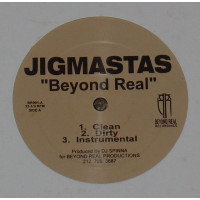 JIGMASTAS
"Beyond Real"
SIDE A
1. Clean
2. Dirty
3. Instrumental
Produced by DJ SPINNA
for BEYOND REAL PRODUCTIONS
BEYOND REAL